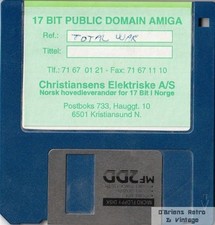 17 BIT PUBLIC DOMAIN AMIGA
Ref.: TOTAL WAR
Tittel:
Tlf.: 71 67 01 21 - Fax: 71 67 11 10
Christiansens Elektriske A/S
Norsk hovedleverandør for 17 Bit i Norge
Postboks 733, Hauggt. 10
6501 Kristiansund N.
MF2DD
O'Briens Retro
& Vintage